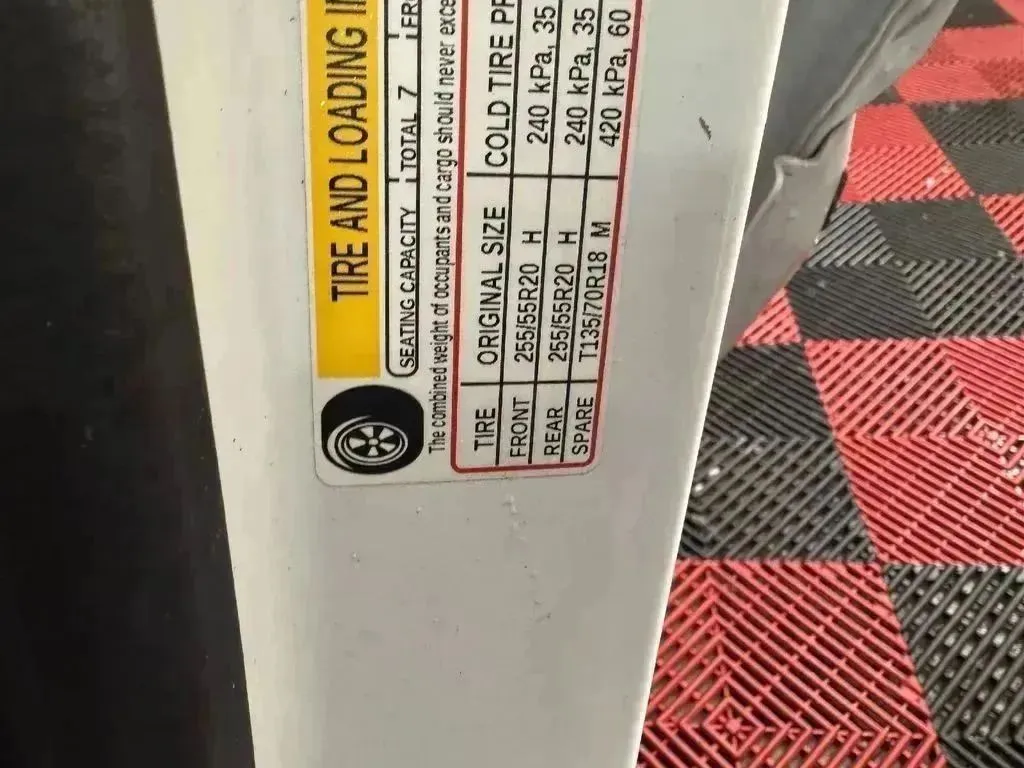 TIRE AND LOADING
SEATING CAPACITY TOTAL 7
The combined weight of occupants and cargo should never
TIRE ORIGINAL SIZE COLD TIRE
FRONT 255/55R20 H 240 kPa, 35
REAR 255/55R20 H 240 kPa, 35
SPARE T135/70R18 M 420 kPa, 60